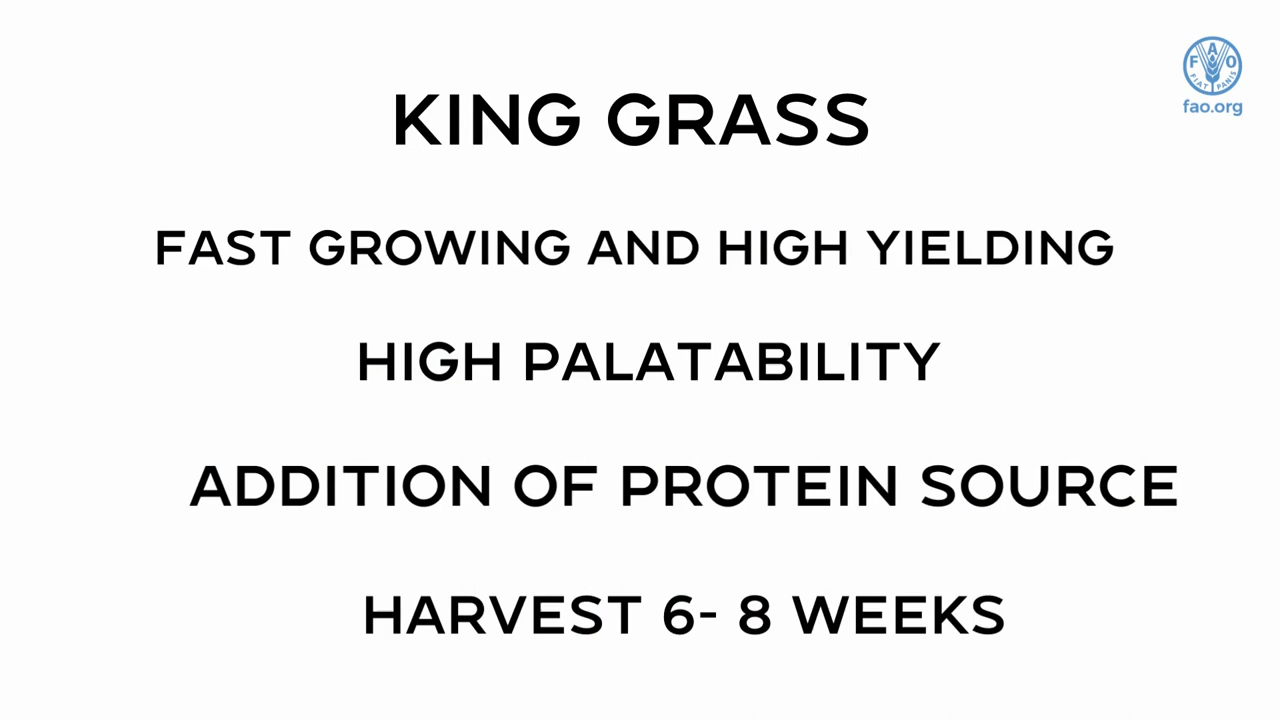 KING GRASS
FAST GROWING AND HIGH YIELDING
HIGH PALATABILITY
ADDITION OF PROTEIN SOURCE
HARVEST 6- 8 WEEKS
F A O
FIAT PANIS
fao.org